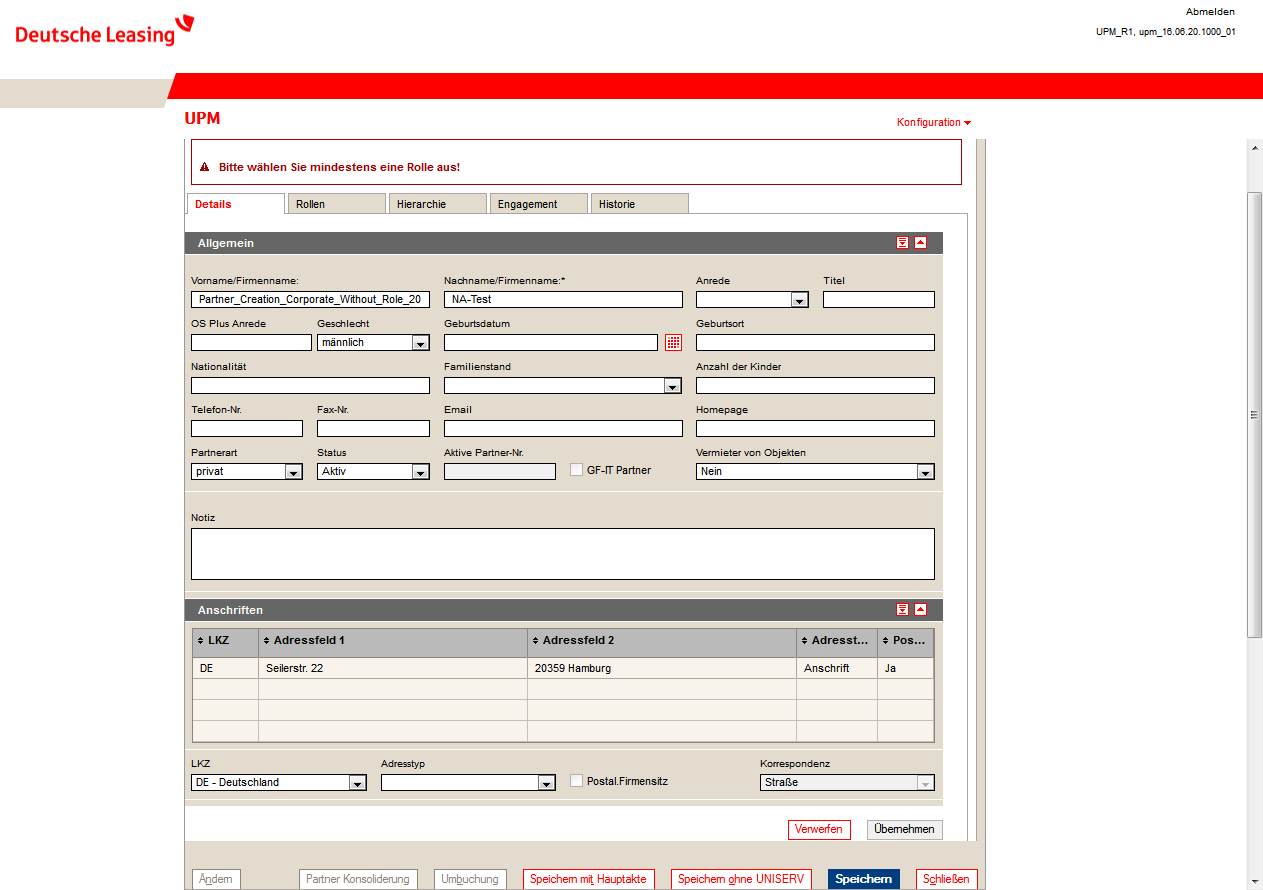 Deutsche Leasing
Abmelden
UPM_R1, upm_16.06.20.1000_01
UPM
Konfiguration
Bitte wählen Sie mindestens eine Rolle aus!
Details Rollen Hierarchie Engagement Historie
Allgemein
Vorname/Firmenname: Nachname/Firmenname:* Anrede Titel
Partner_Creation_Corporate_Without_Role_20 NA-Test
OS Plus Anrede Geschlecht Geburtsdatum Geburtsort
männlich
Nationalität Familienstand Anzahl der Kinder
Telefon-Nr. Fax-Nr. Email Homepage
Partnerart Status Aktive Partner-Nr. Vermieter von Objekten
privat Aktiv GF-IT Partner Nein
Notiz
Anschriften
LKZ Adressfeld 1 Adressfeld 2 Adresst... Pos...
DE Seilerstr. 22 20359 Hamburg Anschrift Ja
LKZ Adresstyp Korrespondenz
DE - Deutschland Postal.Firmensitz Straße
Verwerfen Übernehmen
Ändern Partner Konsolidierung Umbuchung Speichern mit Hauptakte Speichern ohne UNISERV Speichern Schließen